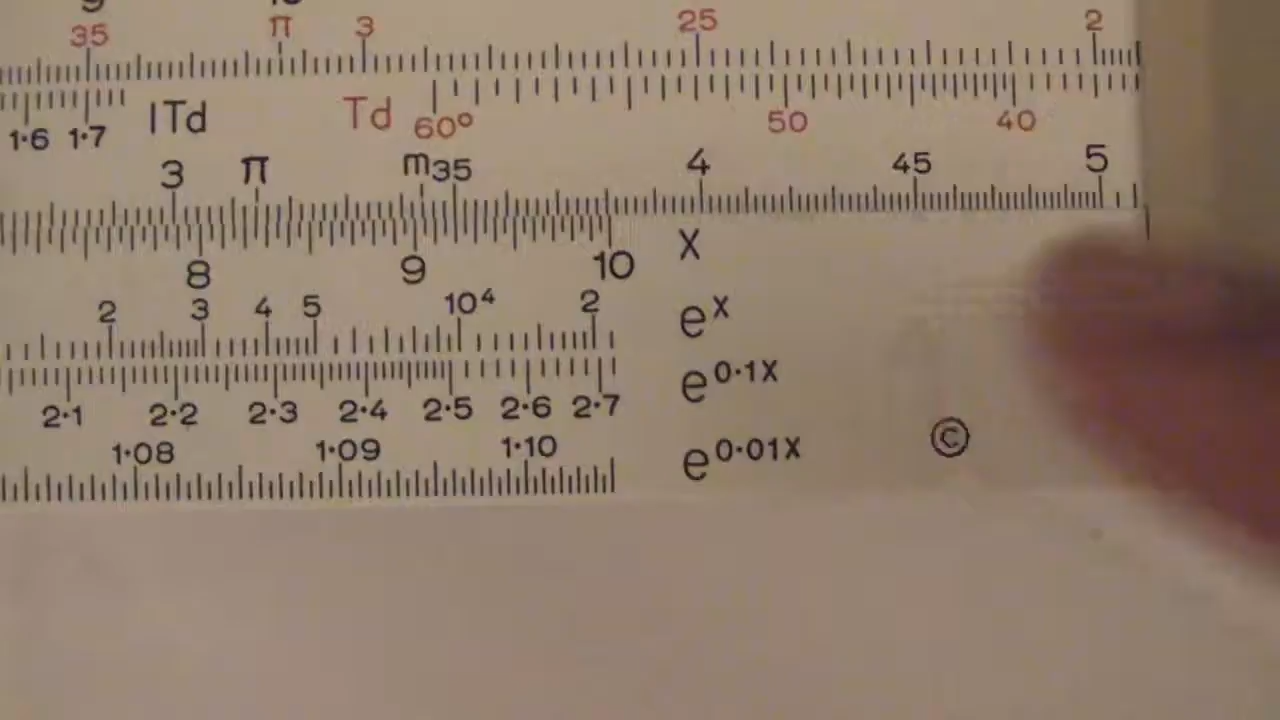 35 π 3 25 2
1·6 1·7 ITd Td 60° 50 40
3 π m 35 4 45 5
8 9 10 X
2 3 4 5 10⁴ 2 eˣ
2·1 2·2 2·3 2·4 2·5 2·6 2·7 e⁰·¹ˣ
1·08 1·09 1·10 e⁰·⁰¹ˣ ©